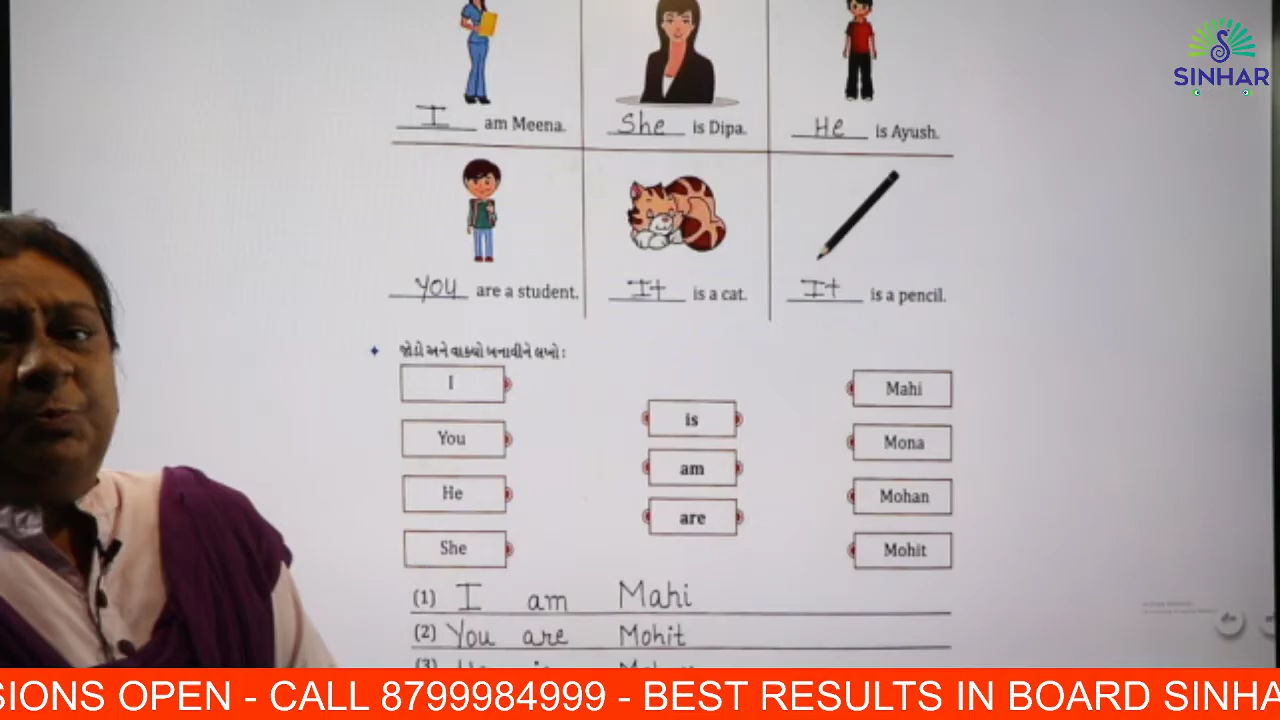 SINHAR
I am Meena.
She is Dipa.
He is Ayush.
You are a student.
It is a cat.
It is a pencil.
જોડો અને વાક્યો બનાવીને લખો :
I
You
He
She
is
am
are
Mahi
Mona
Mohan
Mohit
(1) I am Mahi
(2) You are Mohit
(3)
SIONS OPEN - CALL 8799984999 - BEST RESULTS IN BOARD SINHA